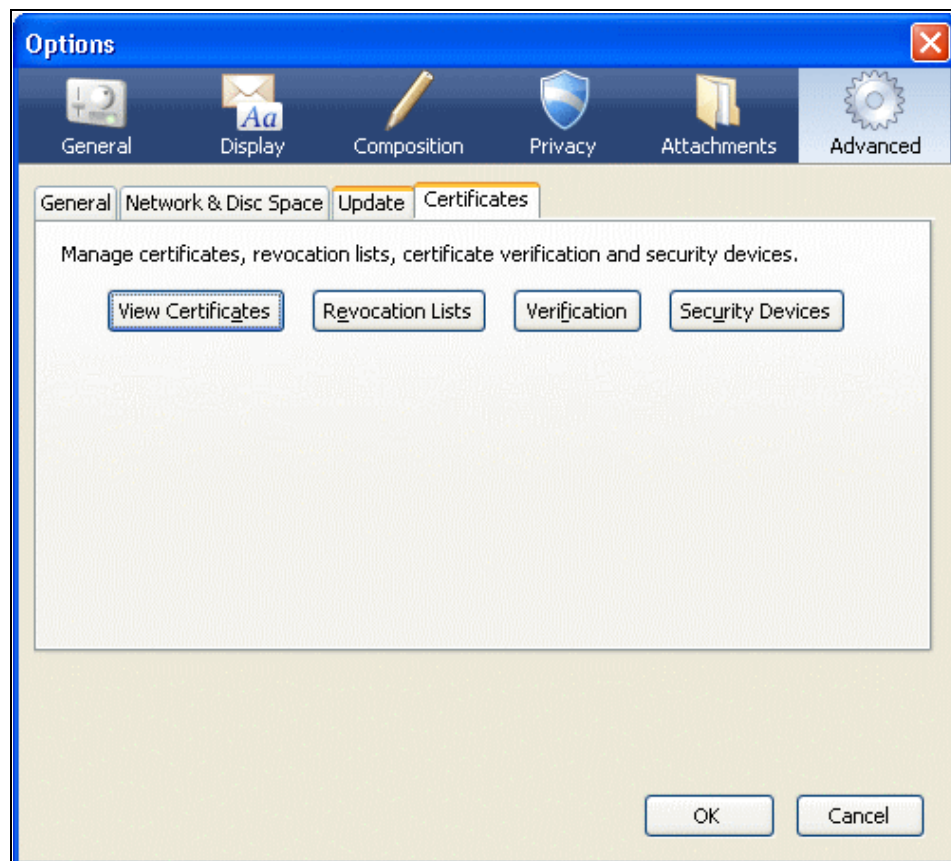 Options
Aa
General Display Composition Privacy Attachments Advanced
General Network & Disc Space Update Certificates
Manage certificates, revocation lists, certificate verification and security devices.
View Certificates Revocation Lists Verification Security Devices
OK Cancel